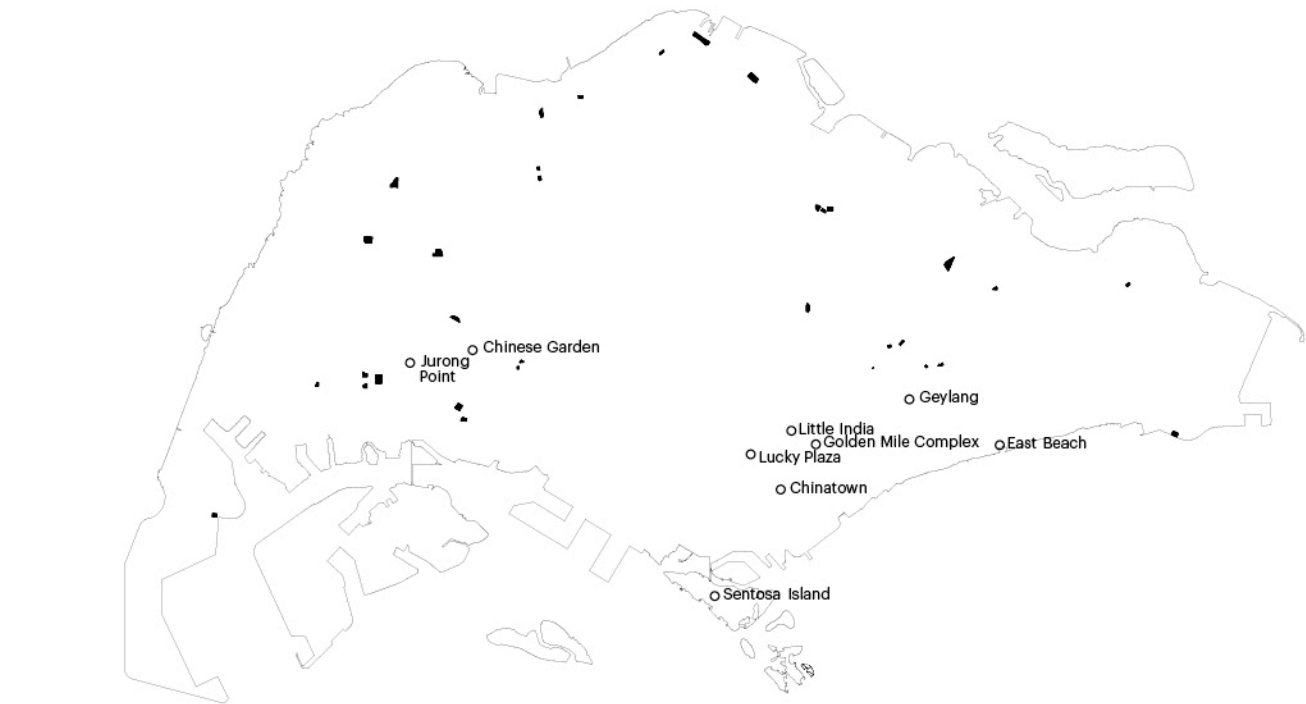 Chinese Garden
Jurong
Point
Geylang
Little India
Golden Mile Complex
East Beach
Lucky Plaza
Chinatown
Sentosa Island